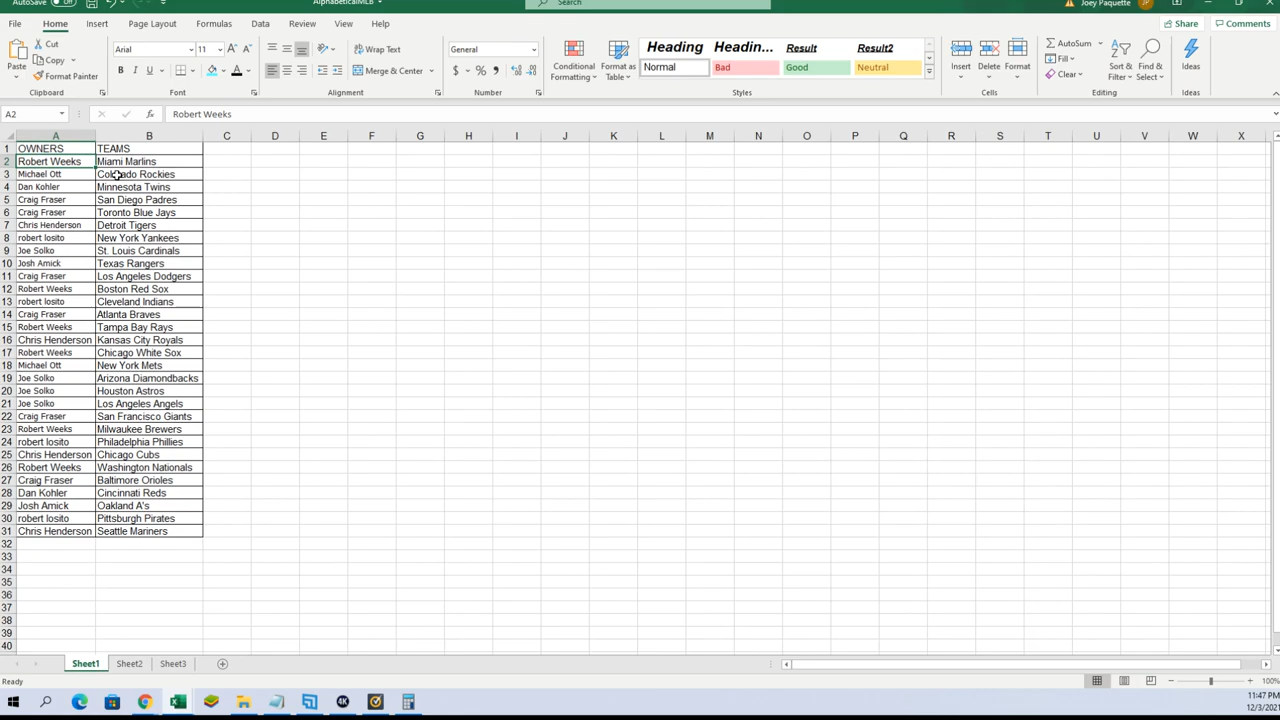 AutoSave Off AlphabeticalMLB Search Joey Paquette JP
File Home Insert Page Layout Formulas Data Review View Help Share Comments
Paste Cut Copy Format Painter Clipboard
Arial 11 A A B I U A Font
Wrap Text Merge & Center Alignment
General $ % Number
Conditional Formatting Format as Table
Heading Headin... Result Result2
Normal Bad Good Neutral Styles
Insert Delete Format Cells
AutoSum Fill Clear Sort & Filter Find & Select Editing
Ideas Ideas
A2 fx Robert Weeks
A B C D E F G H I J K L M N O P Q R S T U V W X
1 OWNERS TEAMS
2 Robert Weeks Miami Marlins
3 Michael Ott Colorado Rockies
4 Dan Kohler Minnesota Twins
5 Craig Fraser San Diego Padres
6 Craig Fraser Toronto Blue Jays
7 Chris Henderson Detroit Tigers
8 robert losito New York Yankees
9 Joe Solko St. Louis Cardinals
10 Josh Amick Texas Rangers
11 Craig Fraser Los Angeles Dodgers
12 Robert Weeks Boston Red Sox
13 robert losito Cleveland Indians
14 Craig Fraser Atlanta Braves
15 Robert Weeks Tampa Bay Rays
16 Chris Henderson Kansas City Royals
17 Robert Weeks Chicago White Sox
18 Michael Ott New York Mets
19 Joe Solko Arizona Diamondbacks
20 Joe Solko Houston Astros
21 Joe Solko Los Angeles Angels
22 Craig Fraser San Francisco Giants
23 Robert Weeks Milwaukee Brewers
24 robert losito Philadelphia Phillies
25 Chris Henderson Chicago Cubs
26 Robert Weeks Washington Nationals
27 Craig Fraser Baltimore Orioles
28 Dan Kohler Cincinnati Reds
29 Josh Amick Oakland A's
30 robert losito Pittsburgh Pirates
31 Chris Henderson Seattle Mariners
32
33
34
35
36
37
38
39
40
Sheet1 Sheet2 Sheet3
Ready 100%
4K 11:47 PM